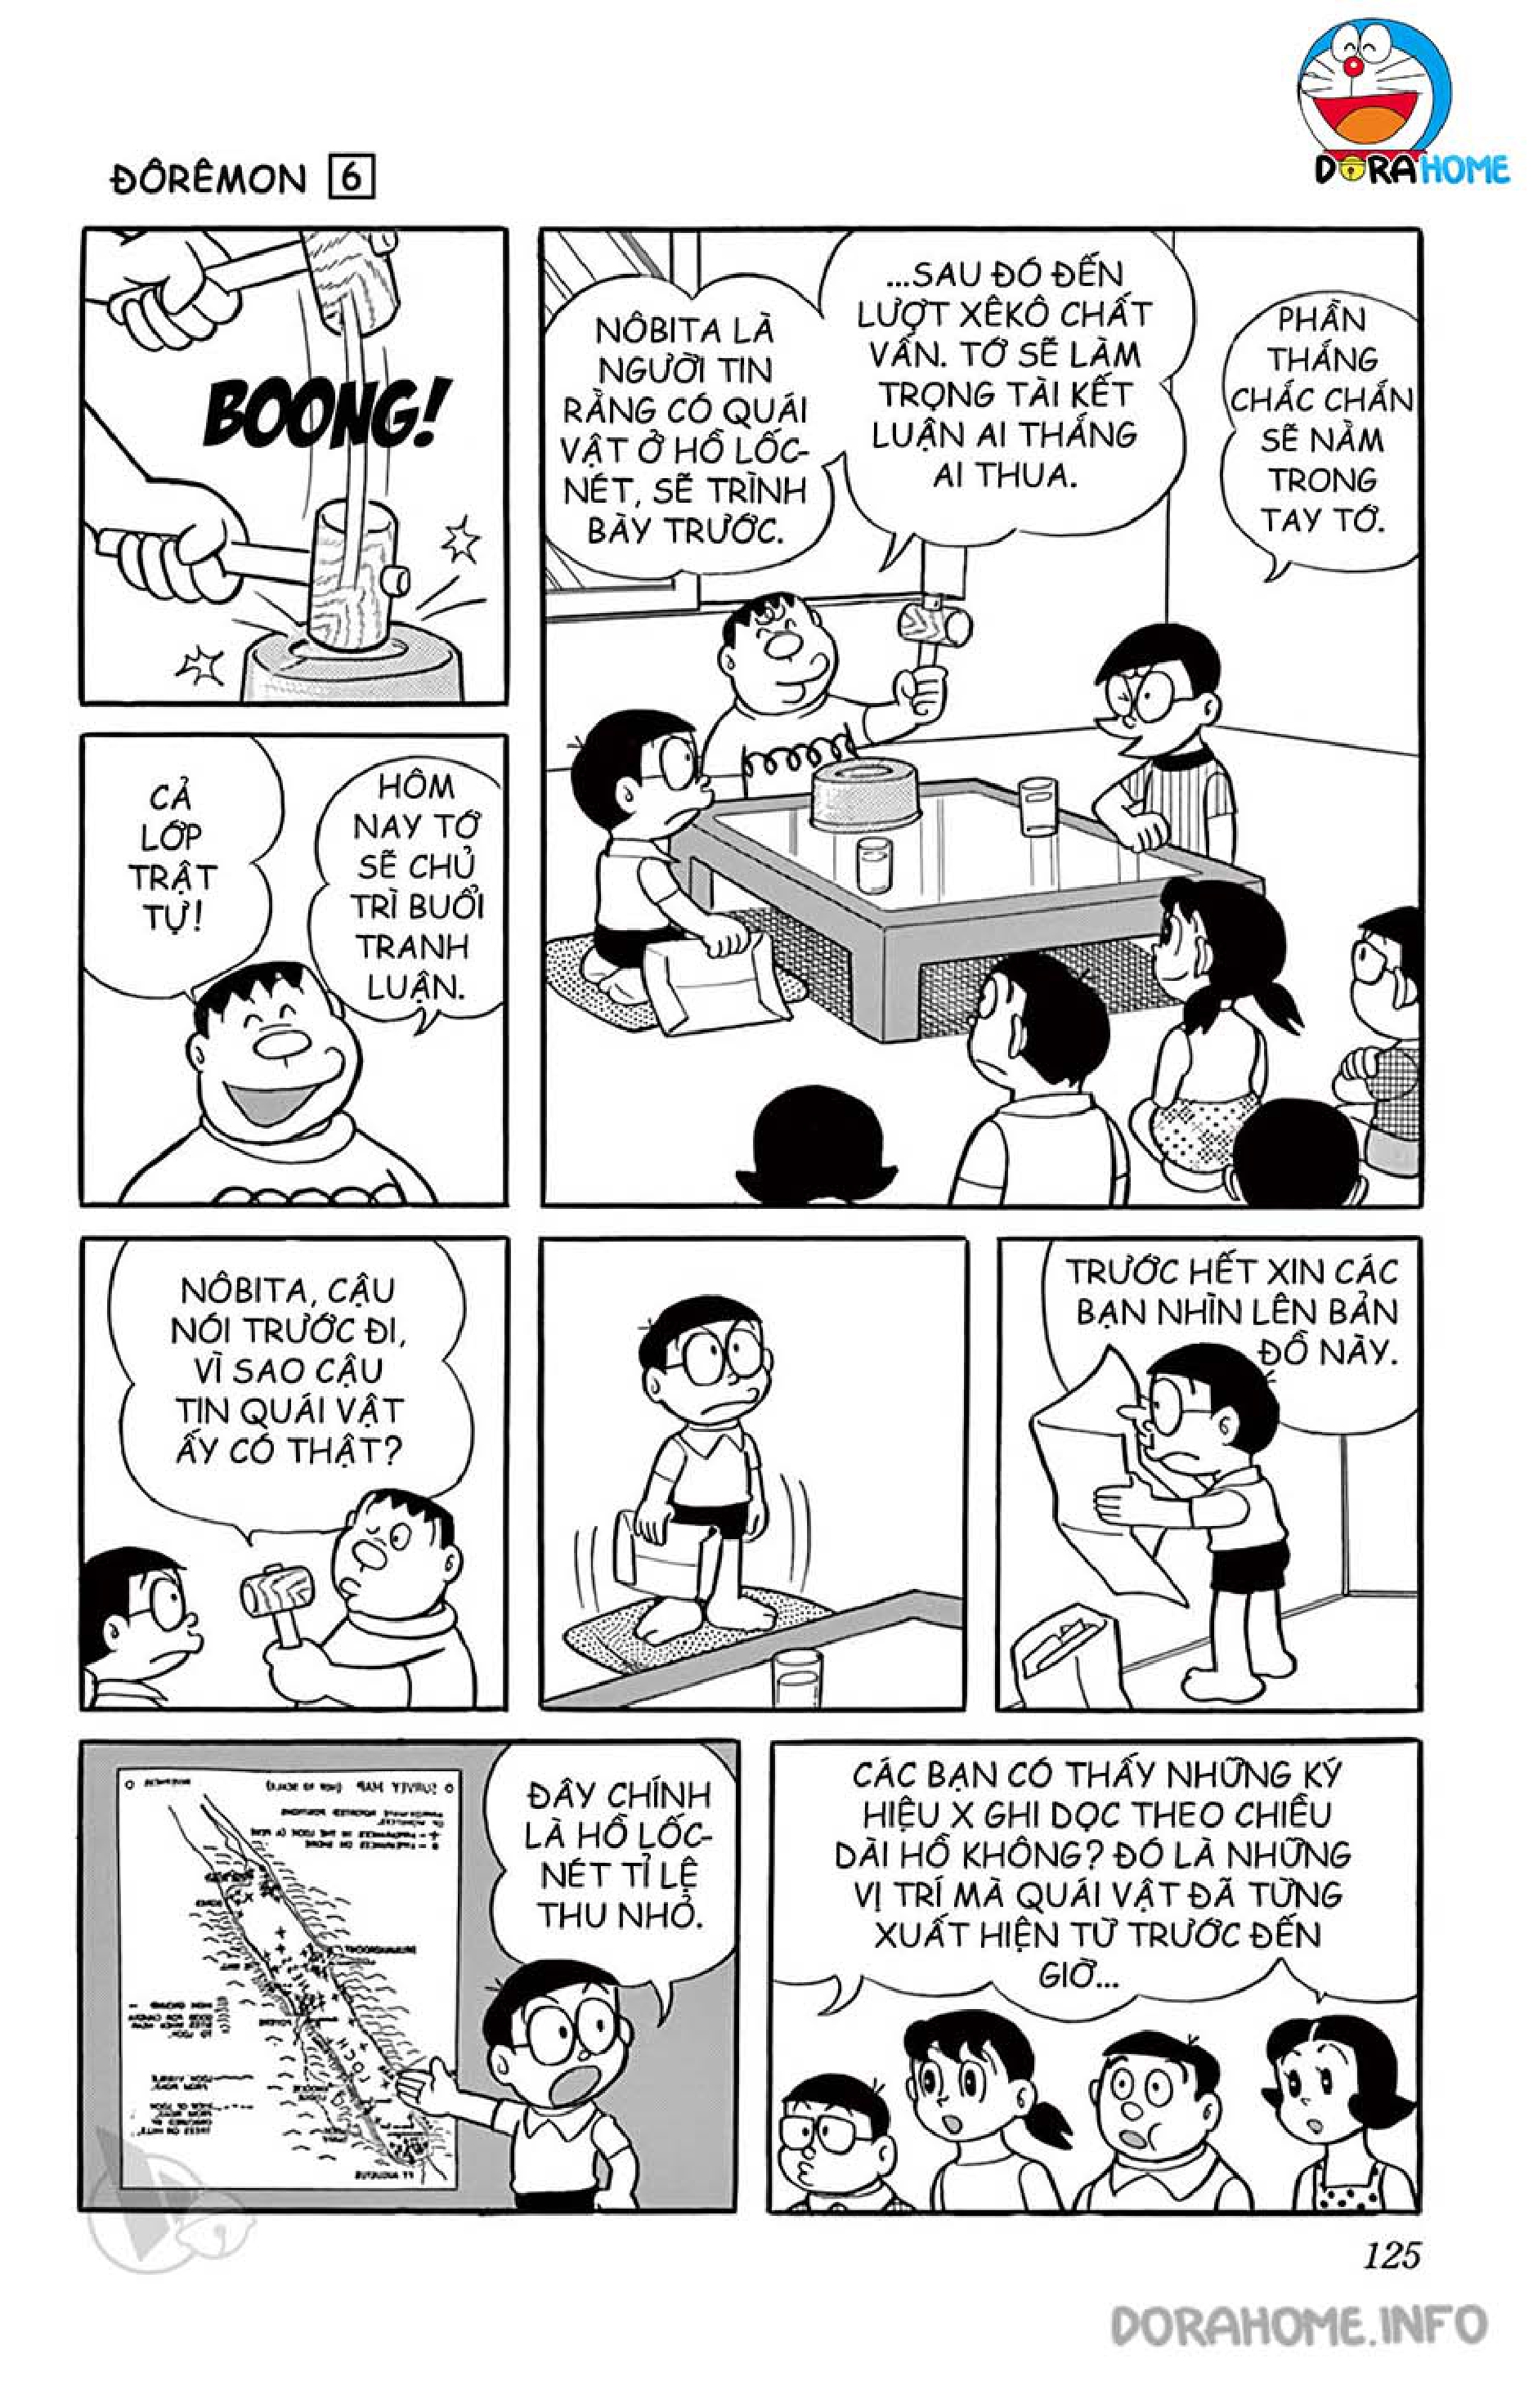 DORAHOME
ĐÔRÊMON 6
BOONG!
NÔBITA LÀ
NGƯỜI TIN
RẰNG CÓ QUÁI
VẬT Ở HỒ LỐC-
NÉT, SẼ TRÌNH
BÀY TRƯỚC.
...SAU ĐÓ ĐẾN
LƯỢT XÊKÔ CHẤT
VẤN. TỚ SẼ LÀM
TRỌNG TÀI KẾT
LUẬN AI THẮNG
AI THUA.
PHẦN
THẮNG
CHẮC CHẮN
SẼ NẰM
TRONG
TAY TỚ.
CẢ
LỚP
TRẬT
TỰ!
HÔM
NAY TỚ
SẼ CHỦ
TRÌ BUỔI
TRANH
LUẬN.
NÔBITA, CẬU
NÓI TRƯỚC ĐI,
VÌ SAO CẬU
TIN QUÁI VẬT
ẤY CÓ THẬT?
TRƯỚC HẾT XIN CÁC
BẠN NHÌN LÊN BẢN
ĐỒ NÀY.
ĐÂY CHÍNH
LÀ HỒ LỐC-
NÉT TỈ LỆ
THU NHỎ.
SURVEY MAP
LOCH
CÁC BẠN CÓ THẤY NHỮNG KÝ
HIỆU X GHI DỌC THEO CHIỀU
DÀI HỒ KHÔNG? ĐÓ LÀ NHỮNG
VỊ TRÍ MÀ QUÁI VẬT ĐÃ TỪNG
XUẤT HIỆN TỪ TRƯỚC ĐẾN
GIỜ...
125
DORAHOME.INFO